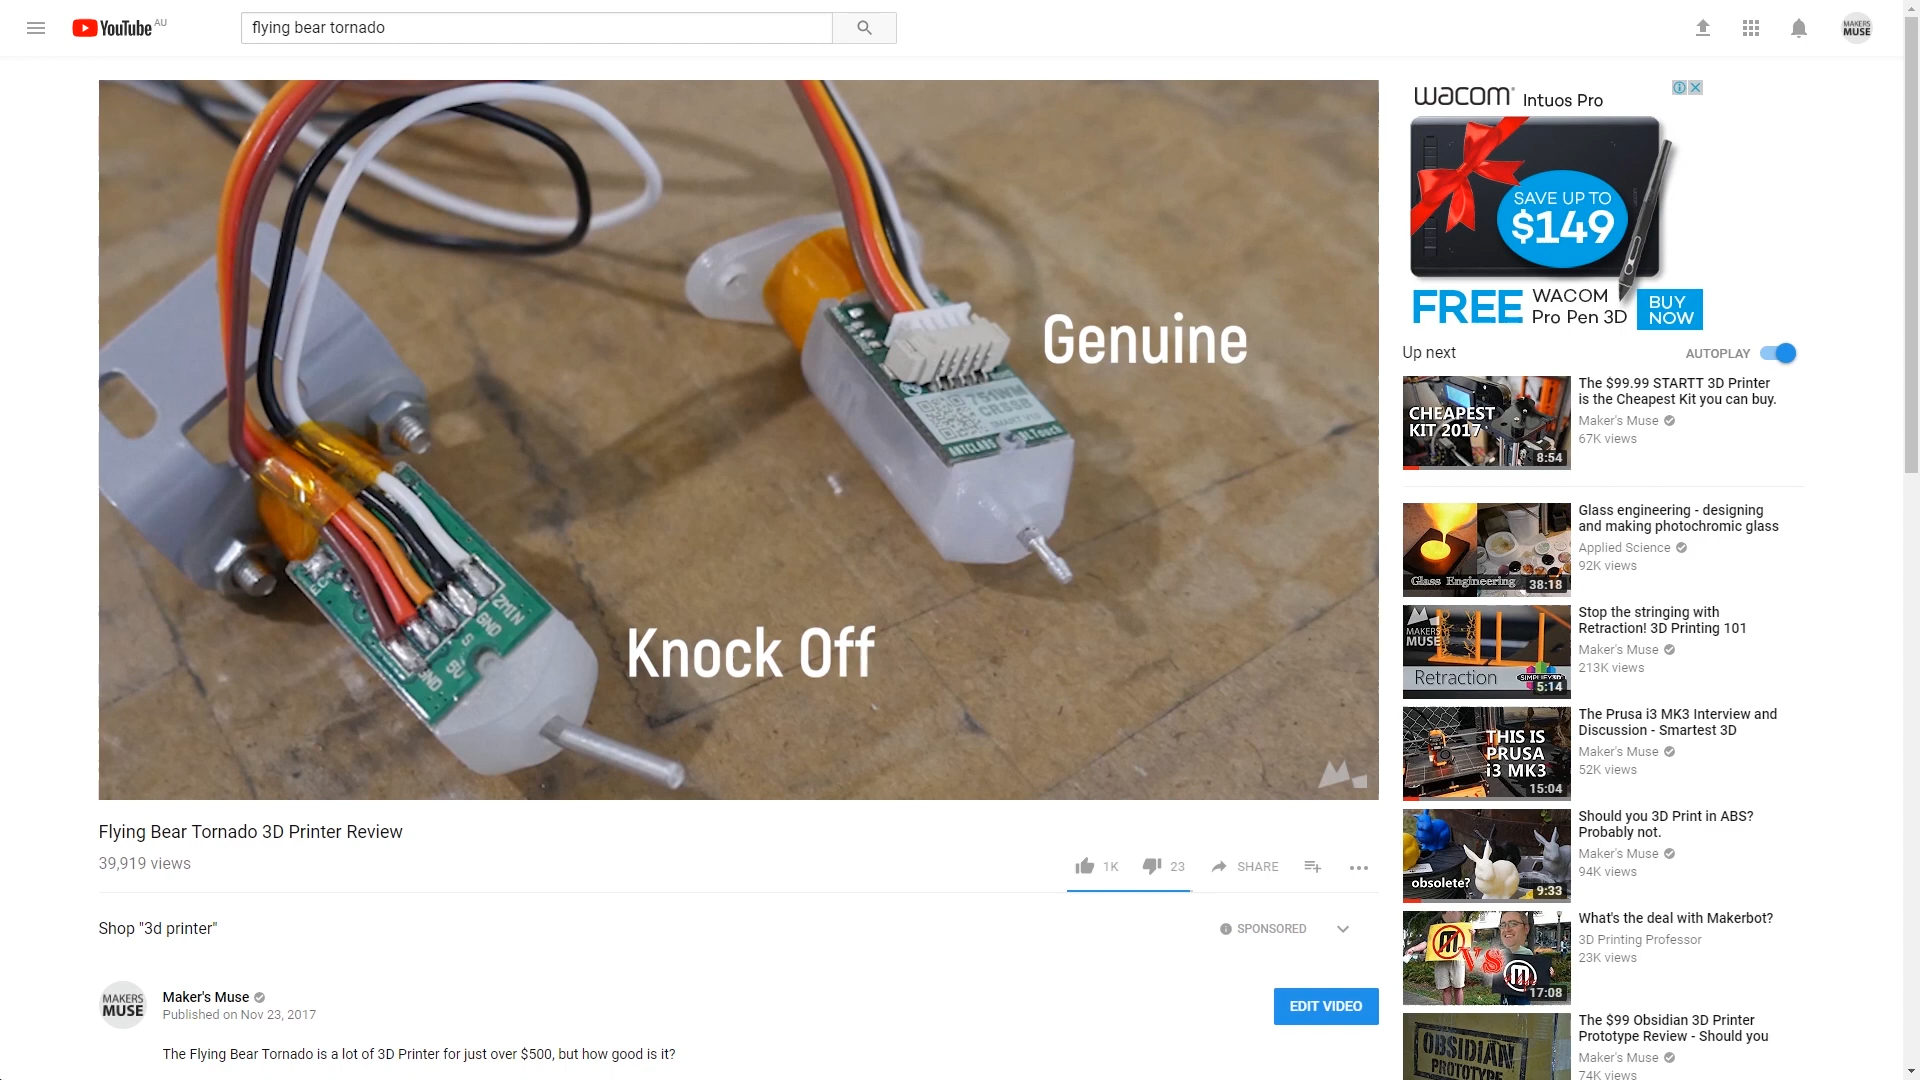 YouTube AU
flying bear tornado
MAKERS
MUSE
Genuine
Knock Off
ANTCLABS BLTouch
ZMIN
GND
S
5V
GND
Flying Bear Tornado 3D Printer Review
39,919 views
1K
23
SHARE
Shop "3d printer"
SPONSORED
MAKERS
MUSE
Maker's Muse
Published on Nov 23, 2017
EDIT VIDEO
The Flying Bear Tornado is a lot of 3D Printer for just over $500, but how good is it?
wacom Intuos Pro
SAVE UP TO
$149
FREE
WACOM
Pro Pen 3D
BUY
NOW
Up next
AUTOPLAY
CHEAPEST
KIT 2017
8:54
The $99.99 STARTT 3D Printer
is the Cheapest Kit you can buy.
Maker's Muse
67K views
Glass Engineering
38:18
Glass engineering - designing
and making photochromic glass
Applied Science
92K views
MAKERS
MUSE
Retraction
SIMPLIFY3D
5:14
Stop the stringing with
Retraction! 3D Printing 101
Maker's Muse
213K views
THIS IS
PRUSA
i3 MK3
15:04
The Prusa i3 MK3 Interview and
Discussion - Smartest 3D
Maker's Muse
52K views
obsolete?
9:33
Should you 3D Print in ABS?
Probably not.
Maker's Muse
94K views
VS
17:08
What's the deal with Makerbot?
3D Printing Professor
23K views
OBSIDIAN
PROTOTYPE
The $99 Obsidian 3D Printer
Prototype Review - Should you
Maker's Muse
74K views